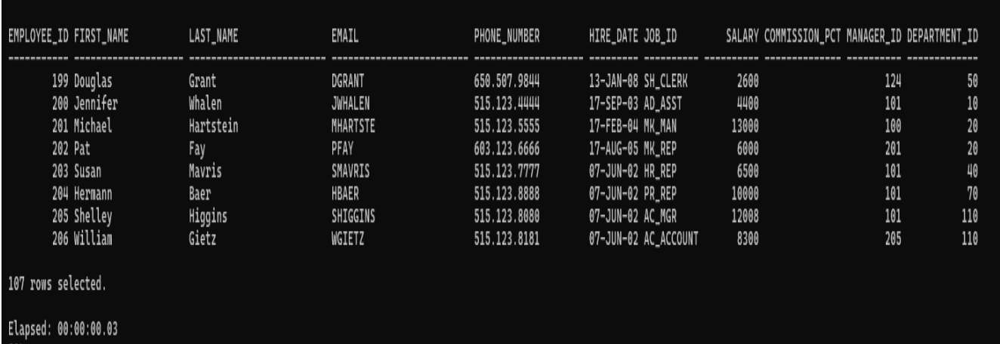 EMPLOYEE_ID FIRST_NAME LAST_NAME EMAIL PHONE_NUMBER HIRE_DATE JOB_ID SALARY COMMISSION_PCT MANAGER_ID DEPARTMENT_ID
----------- -------------------- ------------------------- ------------------------- -------------------- --------- ---------- ---------- -------------- ---------- -------------
199 Douglas Grant DGRANT 650.507.9844 13-JAN-08 SH_CLERK 2600 124 50
200 Jennifer Whalen JWHALEN 515.123.4444 17-SEP-03 AD_ASST 4400 101 10
201 Michael Hartstein MHARTSTE 515.123.5555 17-FEB-04 MK_MAN 13000 100 20
202 Pat Fay PFAY 603.123.6666 17-AUG-05 MK_REP 6000 201 20
203 Susan Mavris SMAVRIS 515.123.7777 07-JUN-02 HR_REP 6500 101 40
204 Hermann Baer HBAER 515.123.8888 07-JUN-02 PR_REP 10000 101 70
205 Shelley Higgins SHIGGINS 515.123.8080 07-JUN-02 AC_MGR 12008 101 110
206 William Gietz WGIETZ 515.123.8181 07-JUN-02 AC_ACCOUNT 8300 205 110
107 rows selected.
Elapsed: 00:00:00.03